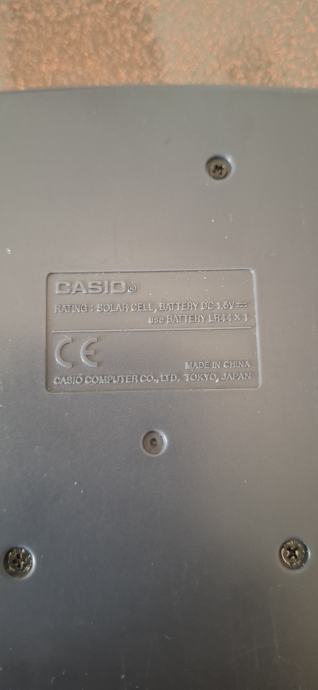 CASIO®
RATING : SOLAR CELL, BATTERY DC 1.5V⎓
USE BATTERY LR44 X 1
CE
MADE IN CHINA
CASIO COMPUTER CO., LTD. TOKYO, JAPAN